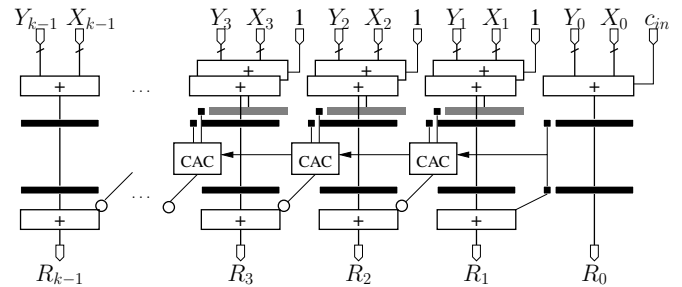 Y_{k−1} X_{k−1} Y_3 X_3 1 Y_2 X_2 1 Y_1 X_1 1 Y_0 X_0 c_{in}
+ + +
+ ... +
CAC CAC CAC
...
+ + + +
R_{k−1} R_3 R_2 R_1 R_0